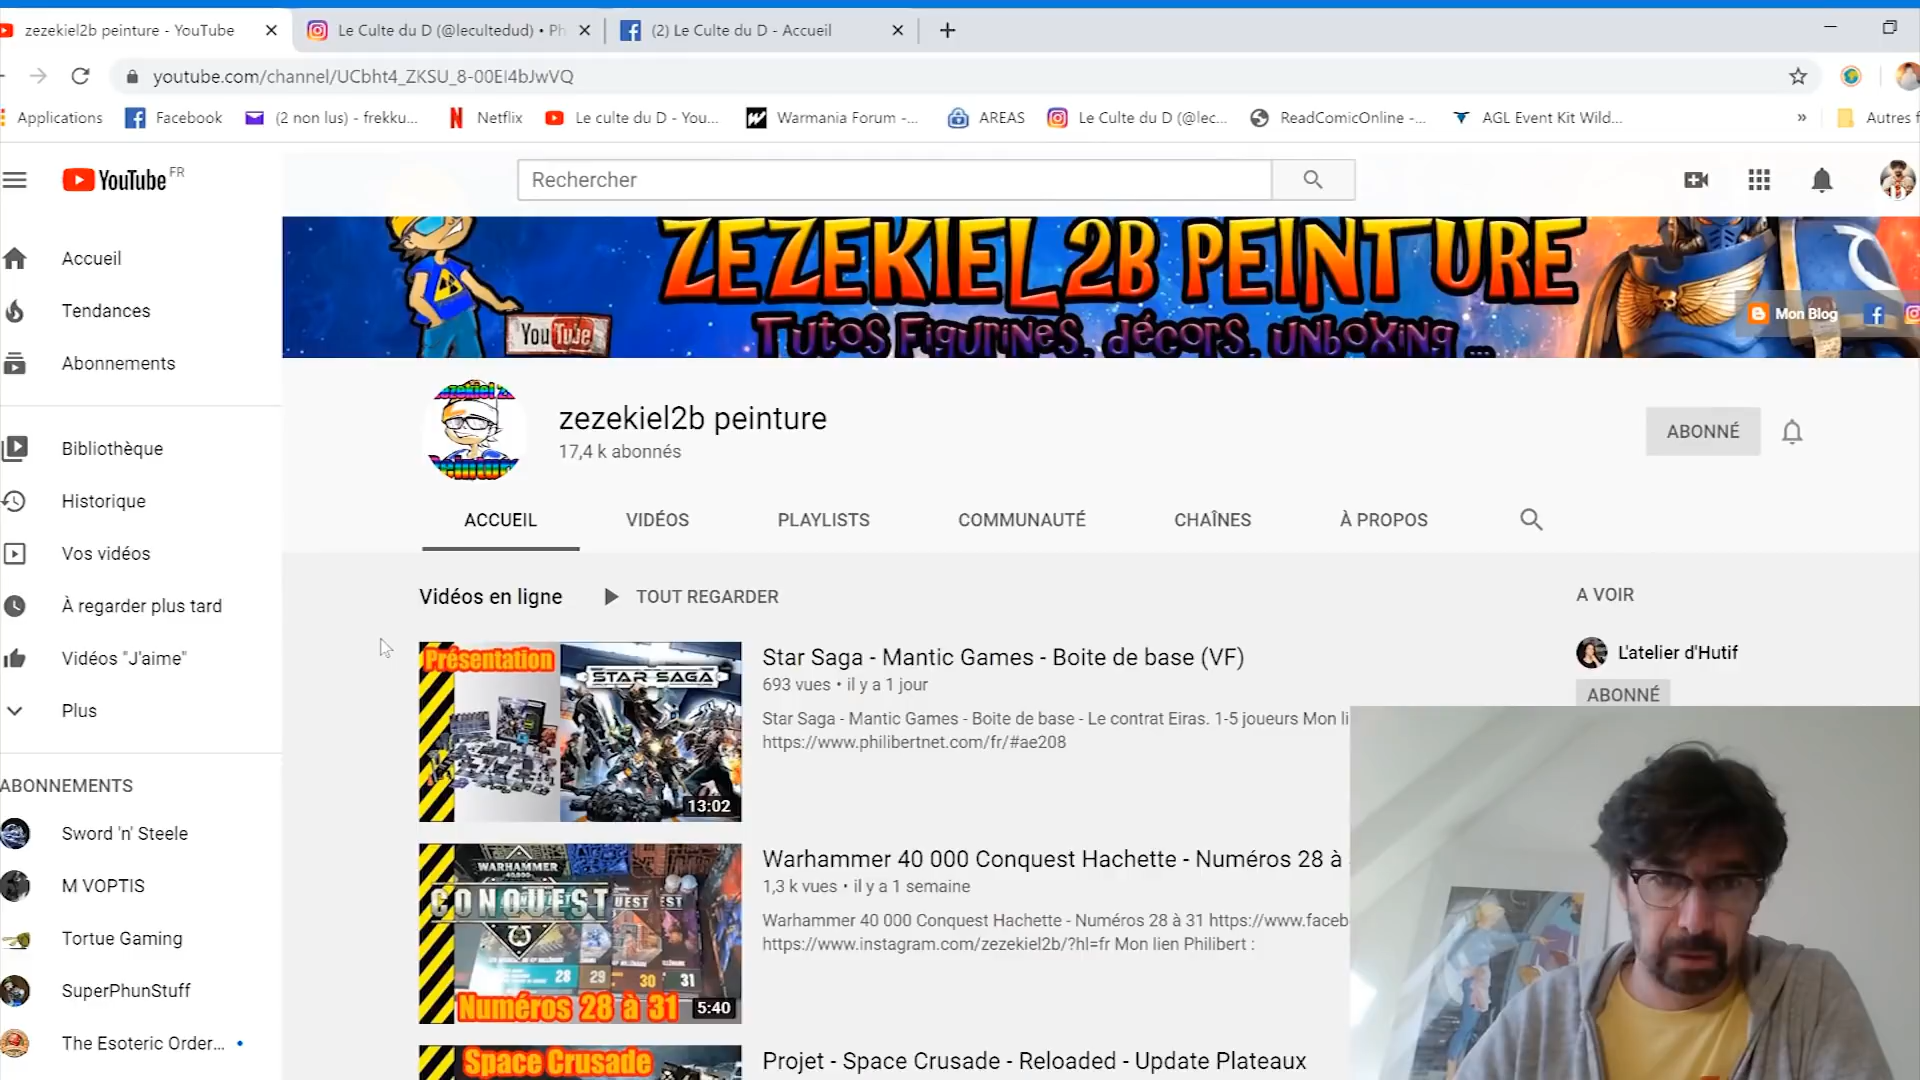 zezekiel2b peinture - YouTube
Le Culte du D (@lecultedud) • Ph
(2) Le Culte du D - Accueil
youtube.com/channel/UCbht4_ZKSU_8-00EI4bJwVQ
Applications
Facebook
(2 non lus) - frekku...
Netflix
Le culte du D - You...
Warmania Forum -...
AREAS
Le Culte du D (@lec...
ReadComicOnline -...
AGL Event Kit Wild...
»
Autres f
YouTube FR
Rechercher
Accueil
Tendances
Abonnements
Bibliothèque
Historique
Vos vidéos
À regarder plus tard
Vidéos "J'aime"
Plus
ABONNEMENTS
Sword 'n' Steele
M VOPTIS
Tortue Gaming
SuperPhunStuff
The Esoteric Order...
ZEZEKIEL2B PEINTURE
You Tube
Tutos Figurines, décors, unboxing ...
Mon Blog
zezekiel2b
Peinture
zezekiel2b peinture
17,4 k abonnés
ABONNÉ
ACCUEIL
VIDÉOS
PLAYLISTS
COMMUNAUTÉ
CHAÎNES
À PROPOS
Vidéos en ligne
TOUT REGARDER
Présentation
STAR SAGA
13:02
Star Saga - Mantic Games - Boite de base (VF)
693 vues • il y a 1 jour
Star Saga - Mantic Games - Boite de base - Le contrat Eiras. 1-5 joueurs Mon li
https://www.philibertnet.com/fr/#ae208
WARHAMMER
40,000
CONQUEST
UEST
EST
28
29
30
31
Numéros 28 à 31
5:40
Warhammer 40 000 Conquest Hachette - Numéros 28 à
1,3 k vues • il y a 1 semaine
Warhammer 40 000 Conquest Hachette - Numéros 28 à 31 https://www.faceb
https://www.instagram.com/zezekiel2b/?hl=fr Mon lien Philibert :
Space Crusade
Projet - Space Crusade - Reloaded - Update Plateaux
A VOIR
L'atelier d'Hutif
ABONNÉ